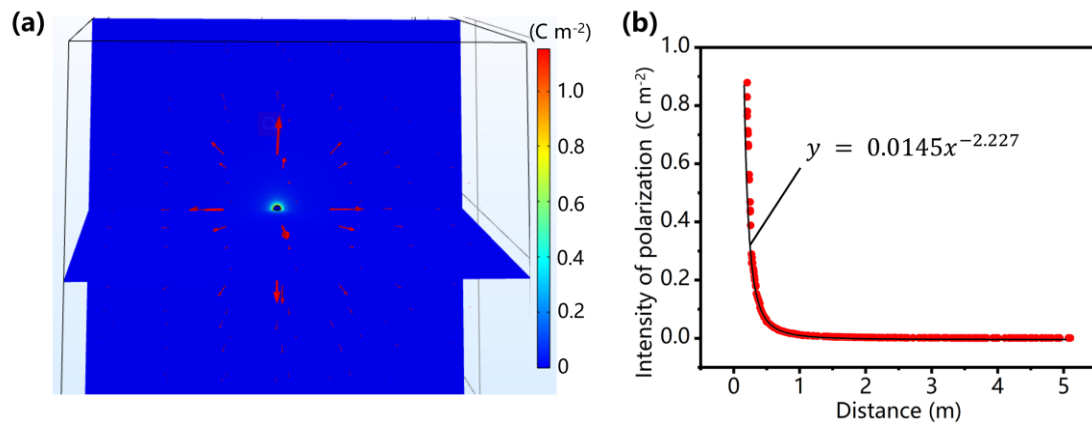 (a)
(C m⁻²)
1.0
0.8
0.6
0.4
0.2
0
(b)
Intensity of polarization (C m⁻²)
1.0
0.8
0.6
0.4
0.2
0.0
y = 0.0145x⁻²·²²⁷
0 1 2 3 4 5
Distance (m)